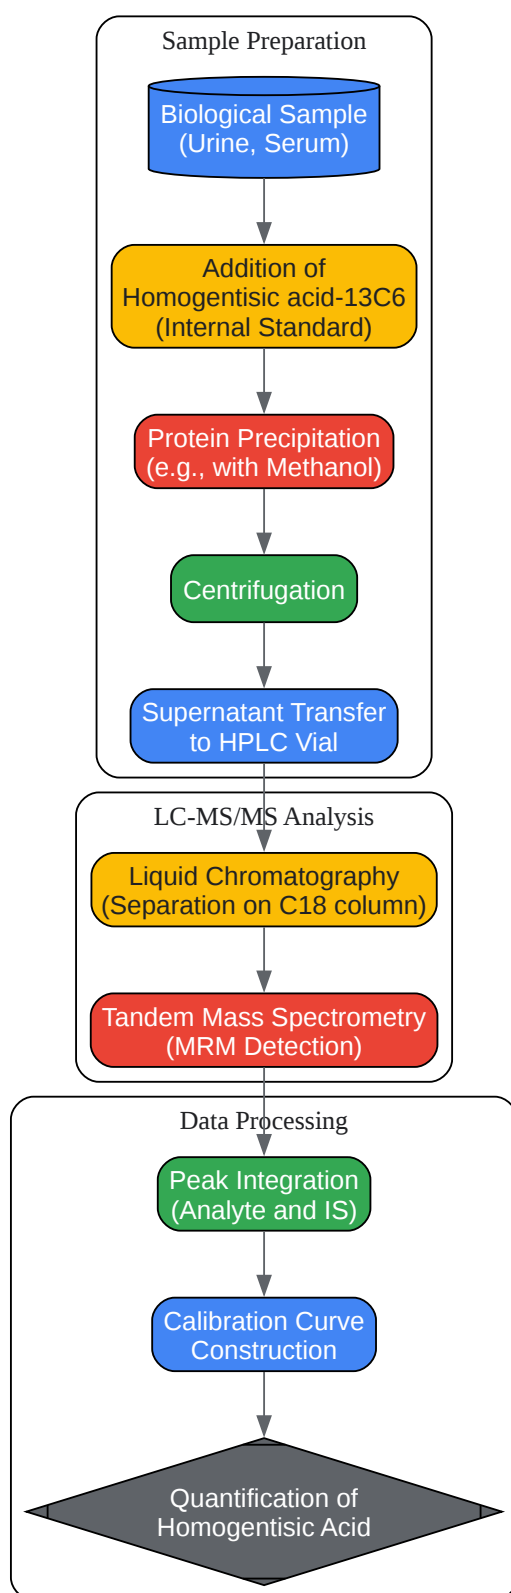 Sample Preparation
Biological Sample
(Urine, Serum)
Addition of
Homogentisic acid-13C6
(Internal Standard)
Protein Precipitation
(e.g., with Methanol)
Centrifugation
Supernatant Transfer
to HPLC Vial
LC-MS/MS Analysis
Liquid Chromatography
(Separation on C18 column)
Tandem Mass Spectrometry
(MRM Detection)
Data Processing
Peak Integration
(Analyte and IS)
Calibration Curve
Construction
Quantification of
Homogentisic Acid